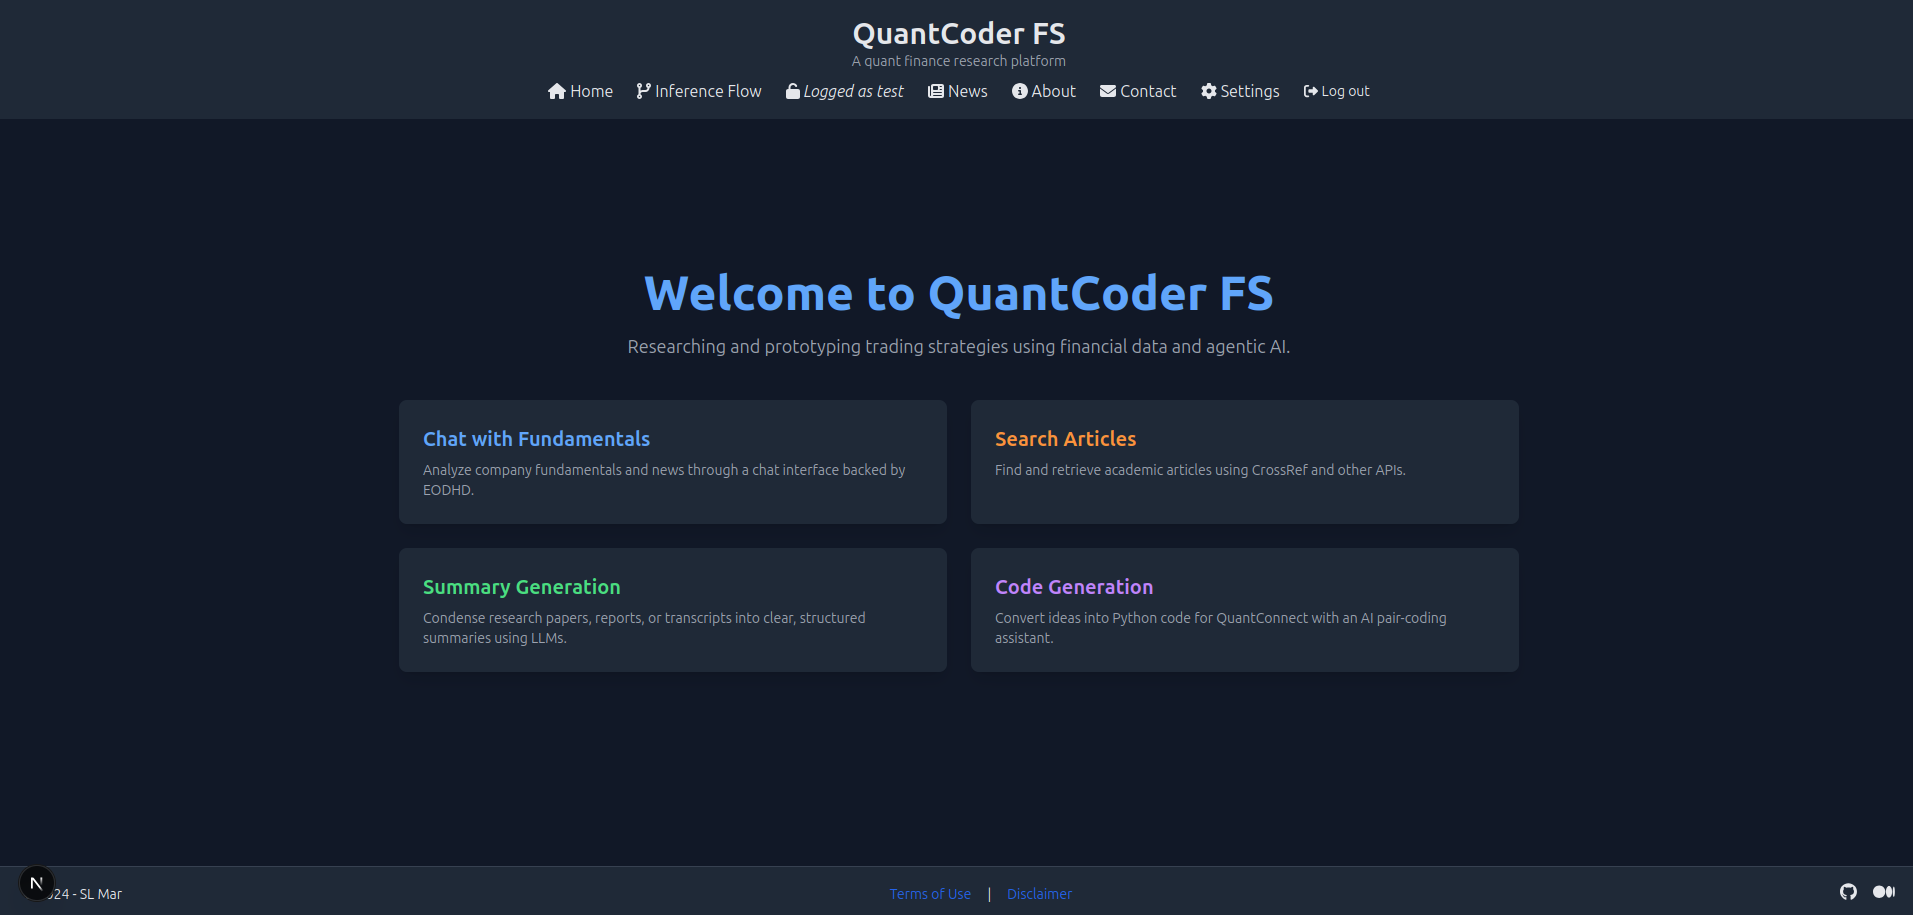 QuantCoder FS
A quant finance research platform
Home Inference Flow Logged as test News About Contact Settings Log out
Welcome to QuantCoder FS
Researching and prototyping trading strategies using financial data and agentic AI.
Chat with Fundamentals
Analyze company fundamentals and news through a chat interface backed by
EODHD.
Search Articles
Find and retrieve academic articles using CrossRef and other APIs.
Summary Generation
Condense research papers, reports, or transcripts into clear, structured
summaries using LLMs.
Code Generation
Convert ideas into Python code for QuantConnect with an AI pair-coding
assistant.
N
24 - SL Mar
Terms of Use | Disclaimer